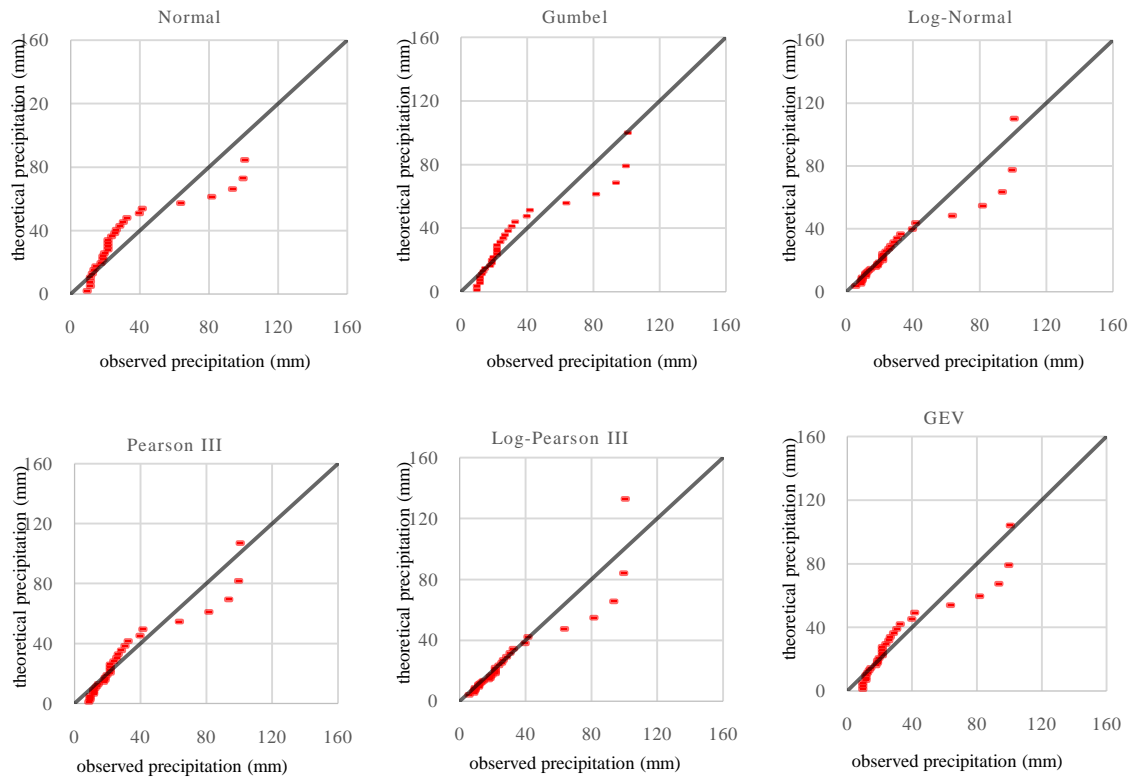 Normal
theoretical precipitation (mm)
160
120
80
40
0
0 40 80 120 160
observed precipitation (mm)
Gumbel
theoretical precipitation (mm)
160
120
80
40
0
0 40 80 120 160
observed precipitation (mm)
Log-Normal
theoretical precipitation (mm)
160
120
80
40
0
0 40 80 120 160
observed precipitation (mm)
Pearson III
theoretical precipitation (mm)
160
120
80
40
0
0 40 80 120 160
observed precipitation (mm)
Log-Pearson III
theoretical precipitation (mm)
160
120
80
40
0
0 40 80 120 160
observed precipitation (mm)
GEV
theoretical precipitation (mm)
160
120
80
40
0
0 40 80 120 160
observed precipitation (mm)